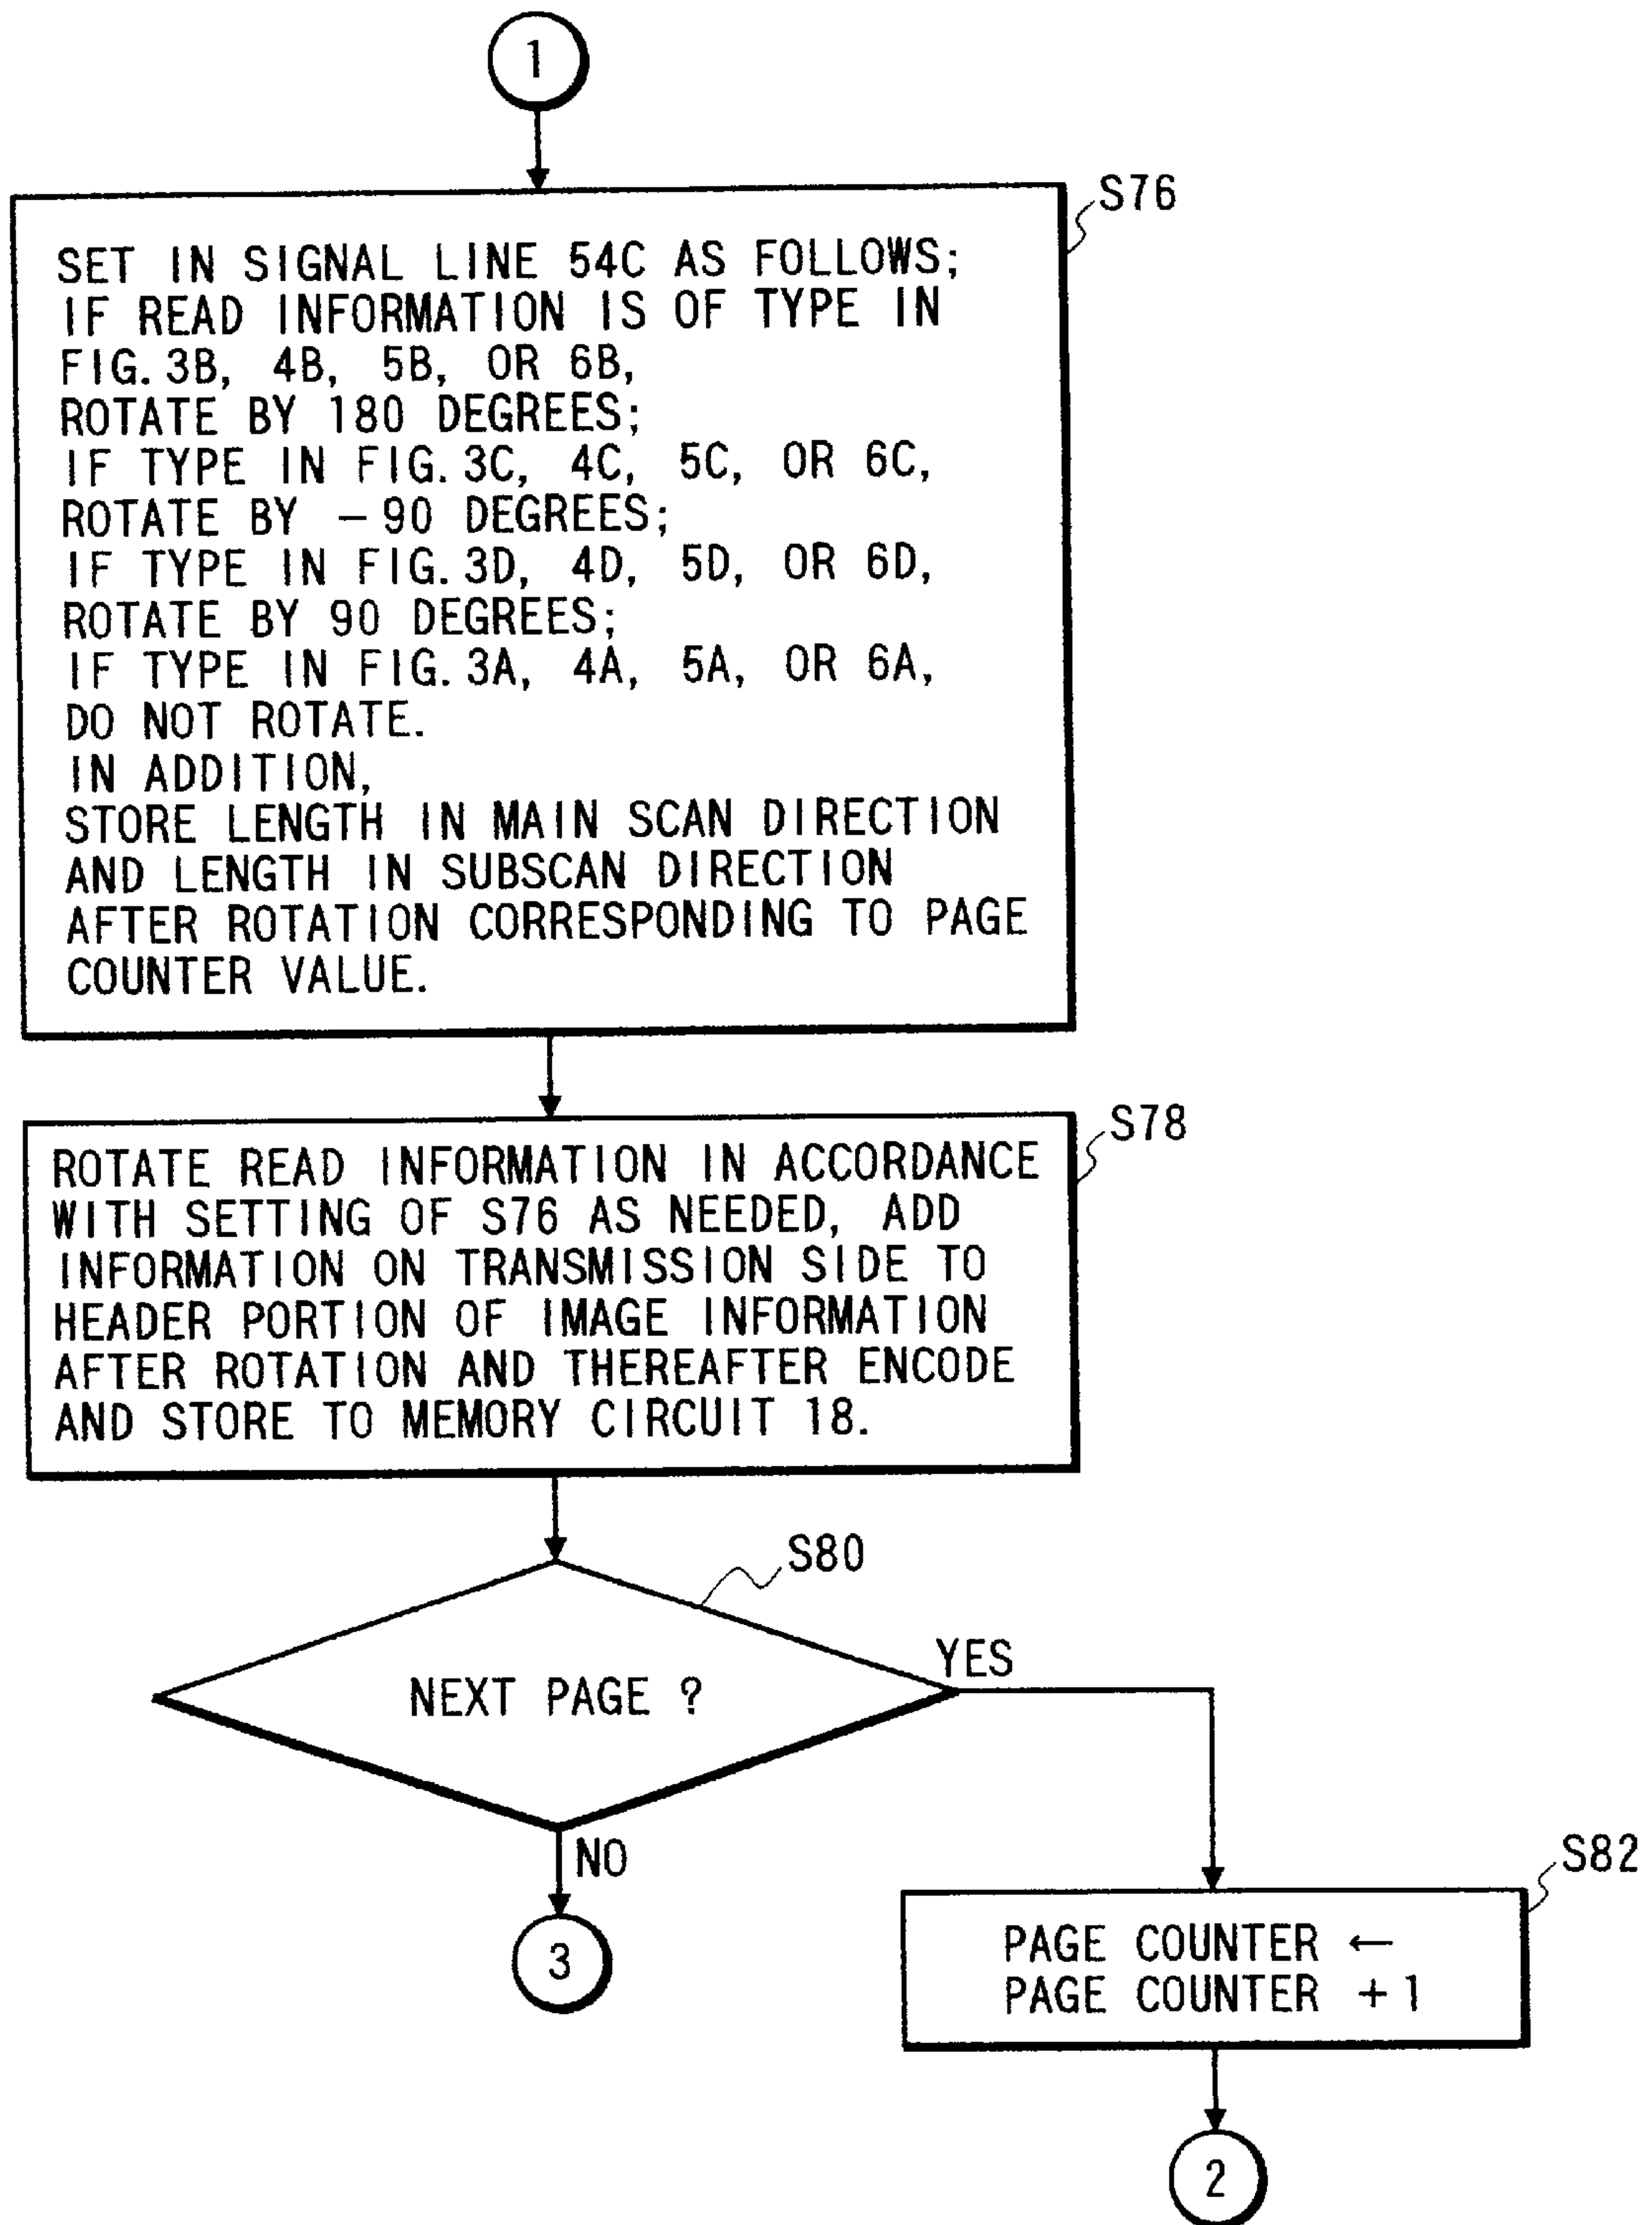 1
S76
SET IN SIGNAL LINE 54C AS FOLLOWS;
IF READ INFORMATION IS OF TYPE IN
FIG. 3B, 4B, 5B, OR 6B,
ROTATE BY 180 DEGREES;
IF TYPE IN FIG. 3C, 4C, 5C, OR 6C,
ROTATE BY −90 DEGREES;
IF TYPE IN FIG. 3D, 4D, 5D, OR 6D,
ROTATE BY 90 DEGREES;
IF TYPE IN FIG. 3A, 4A, 5A, OR 6A,
DO NOT ROTATE.
IN ADDITION,
STORE LENGTH IN MAIN SCAN DIRECTION
AND LENGTH IN SUBSCAN DIRECTION
AFTER ROTATION CORRESPONDING TO PAGE
COUNTER VALUE.
S78
ROTATE READ INFORMATION IN ACCORDANCE
WITH SETTING OF S76 AS NEEDED, ADD
INFORMATION ON TRANSMISSION SIDE TO
HEADER PORTION OF IMAGE INFORMATION
AFTER ROTATION AND THEREAFTER ENCODE
AND STORE TO MEMORY CIRCUIT 18.
S80
NEXT PAGE ?
YES
NO
3
S82
PAGE COUNTER ←
PAGE COUNTER +1
2